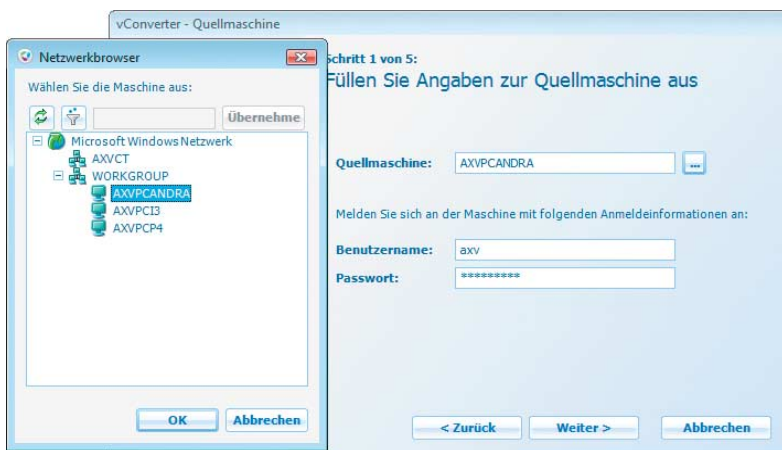 vConverter - Quellmaschine
Netzwerkbrowser
Wählen Sie die Maschine aus:
Übernehme
Microsoft Windows Netzwerk
AXVCT
WORKGROUP
AXVPCANDRA
AXVPCI3
AXVPCP4
OK
Abbrechen
Schritt 1 von 5:
Füllen Sie Angaben zur Quellmaschine aus
Quellmaschine: AXVPCANDRA ...
Melden Sie sich an der Maschine mit folgenden Anmeldeinformationen an:
Benutzername: axv
Passwort: *********
< Zurück
Weiter >
Abbrechen